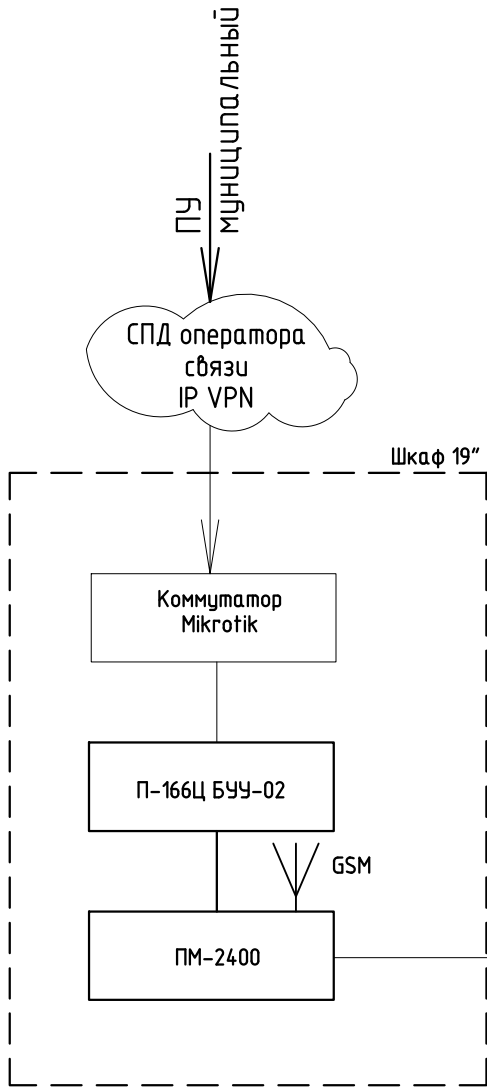 ПУ
муниципальный
СПД оператора
связи
IP VPN
Шкаф 19"
Коммутатор
Mikrotik
П-166Ц БУУ-02
GSM
ПМ-2400